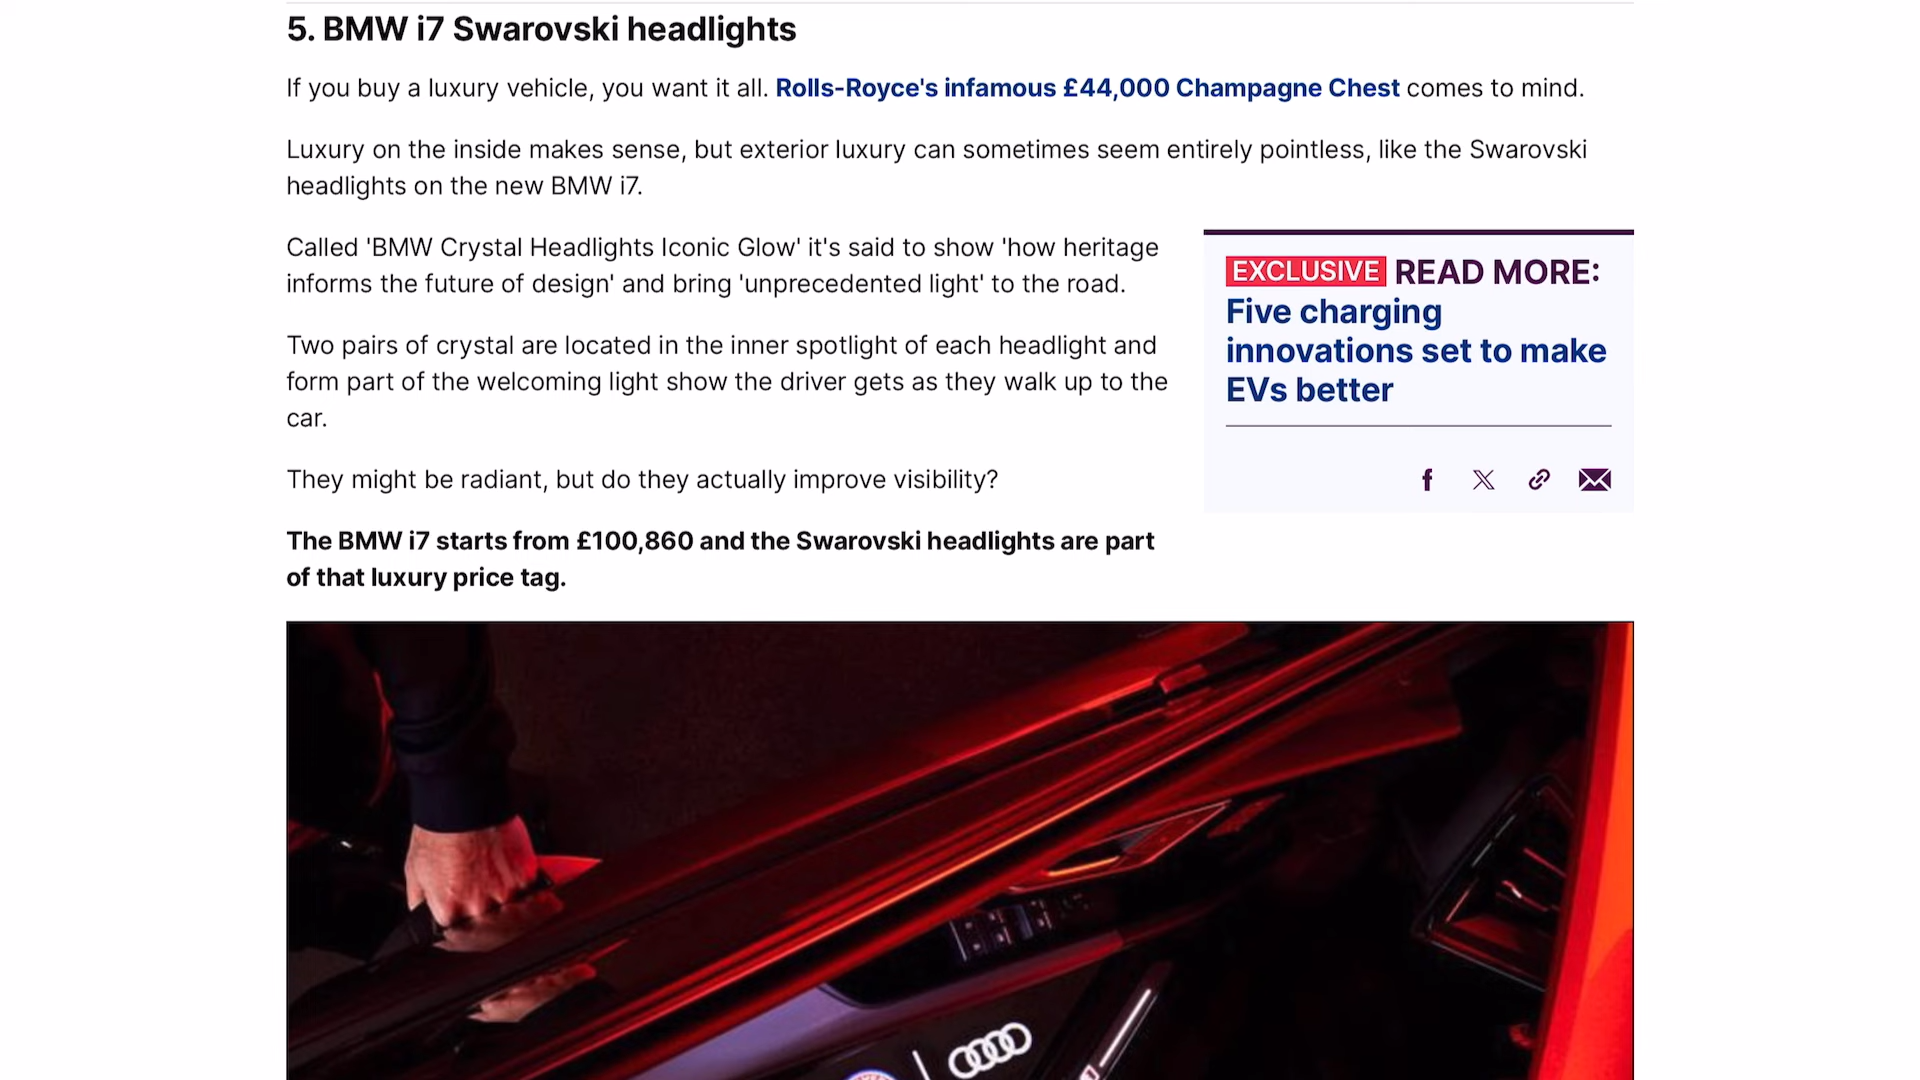 5. BMW i7 Swarovski headlights
If you buy a luxury vehicle, you want it all. Rolls-Royce's infamous £44,000 Champagne Chest comes to mind.
Luxury on the inside makes sense, but exterior luxury can sometimes seem entirely pointless, like the Swarovski
headlights on the new BMW i7.
Called 'BMW Crystal Headlights Iconic Glow' it's said to show 'how heritage
informs the future of design' and bring 'unprecedented light' to the road.
Two pairs of crystal are located in the inner spotlight of each headlight and
form part of the welcoming light show the driver gets as they walk up to the
car.
They might be radiant, but do they actually improve visibility?
The BMW i7 starts from £100,860 and the Swarovski headlights are part
of that luxury price tag.
EXCLUSIVE READ MORE:
Five charging
innovations set to make
EVs better